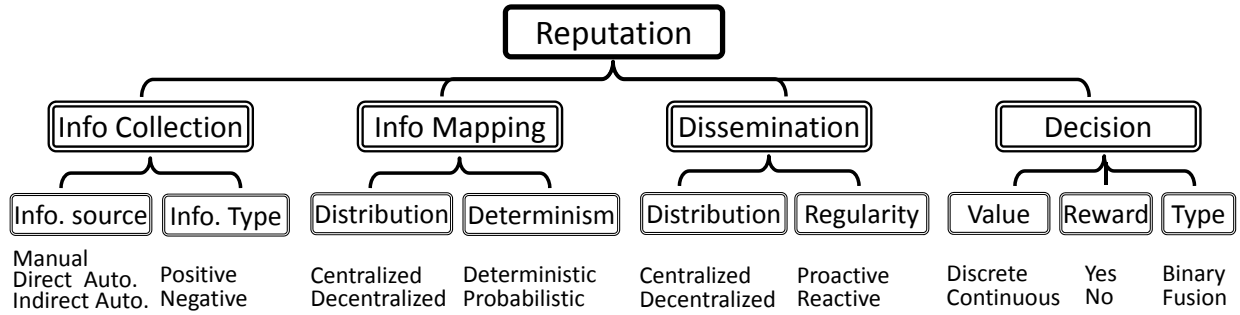 Reputation
Info Collection
Info Mapping
Dissemination
Decision
Info. source
Info. Type
Distribution
Determinism
Distribution
Regularity
Value
Reward
Type
Manual
Direct Auto.
Indirect Auto.
Positive
Negative
Centralized
Decentralized
Deterministic
Probabilistic
Centralized
Decentralized
Proactive
Reactive
Discrete
Continuous
Yes
No
Binary
Fusion